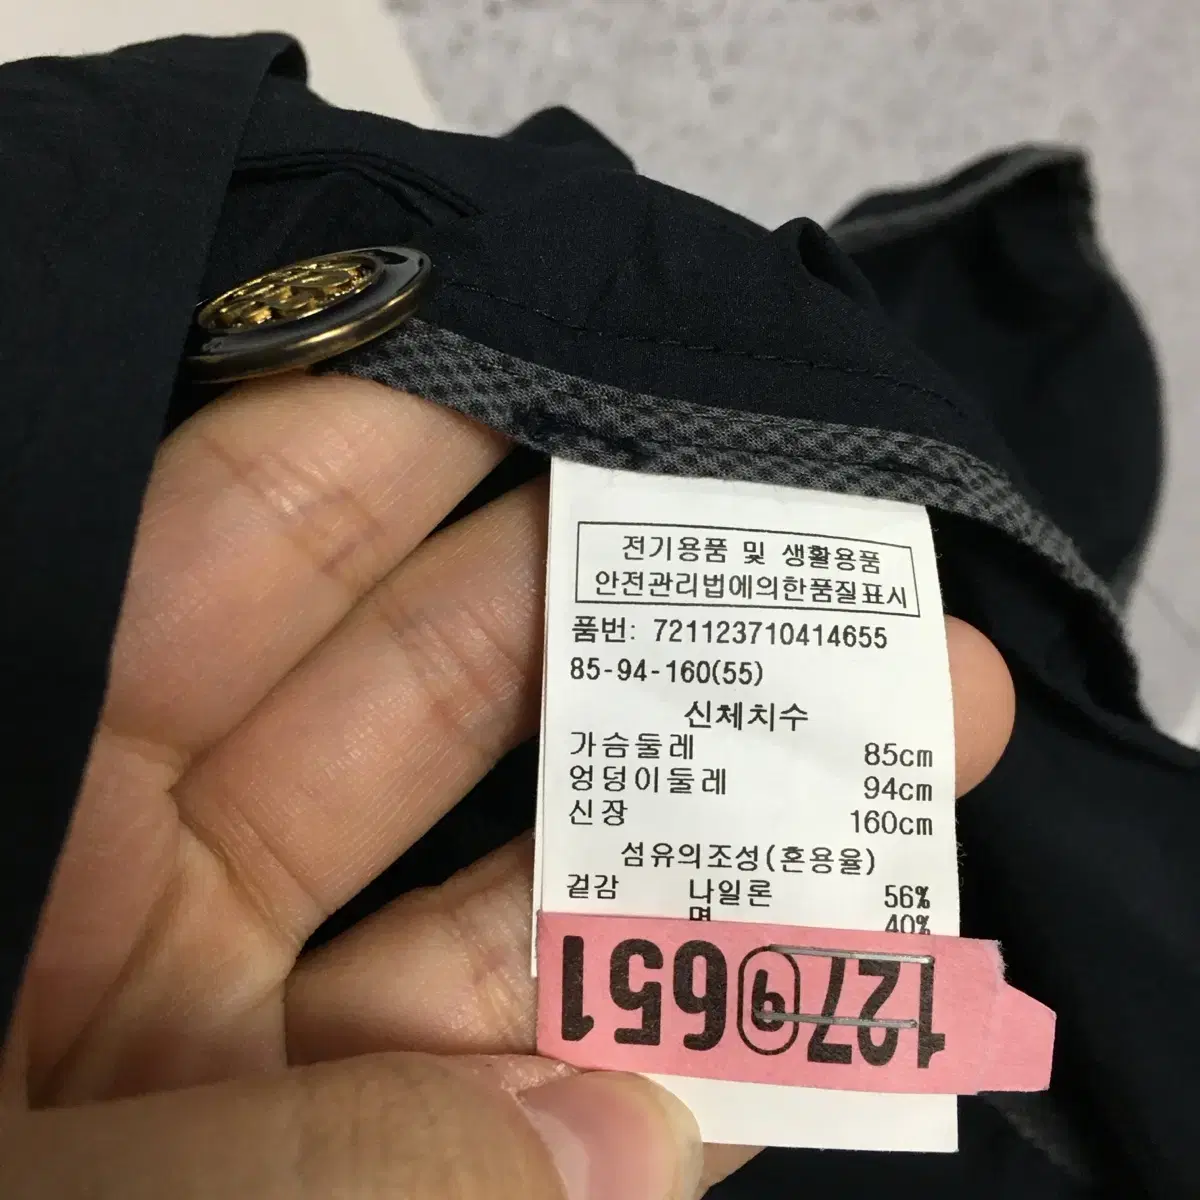 전기용품 및 생활용품
안전관리법에의한품질표시
품번: 721123710414655
85-94-160(55)
신체치수
가슴둘레 85cm
엉덩이둘레 94cm
신장 160cm
섬유의조성(혼용율)
겉감 나일론 56%
면 40%
127 9 651